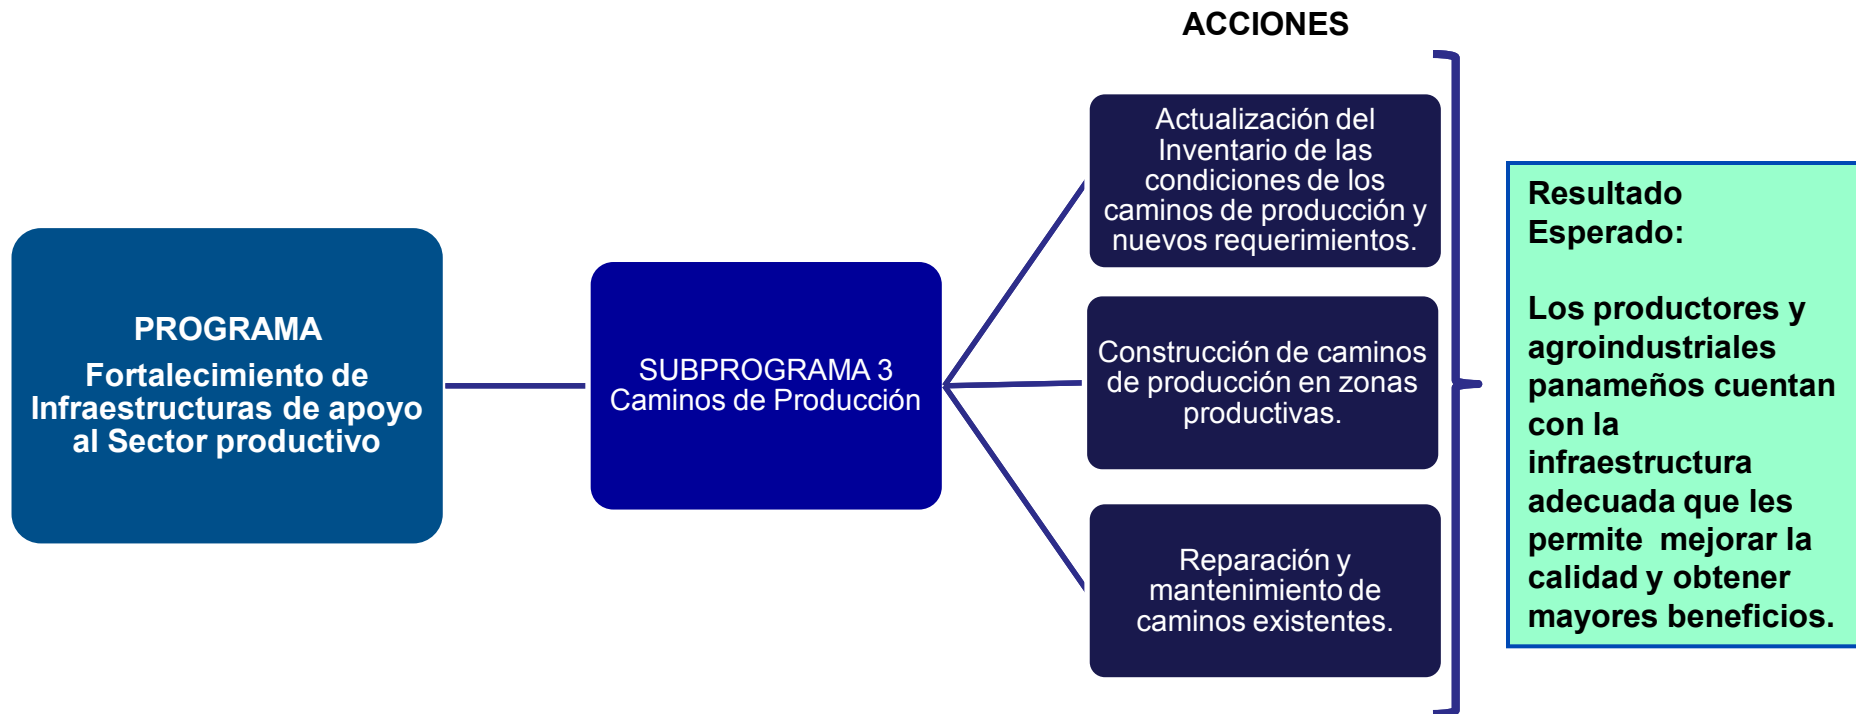 ACCIONES
PROGRAMA
Fortalecimiento de
Infraestructuras de apoyo
al Sector productivo
SUBPROGRAMA 3
Caminos de Producción
Actualización del
Inventario de las
condiciones de los
caminos de producción y
nuevos requerimientos.
Construcción de caminos
de producción en zonas
productivas.
Reparación y
mantenimiento de
caminos existentes.
Resultado
Esperado:
Los productores y
agroindustriales
panameños cuentan
con la
infraestructura
adecuada que les
permite mejorar la
calidad y obtener
mayores beneficios.